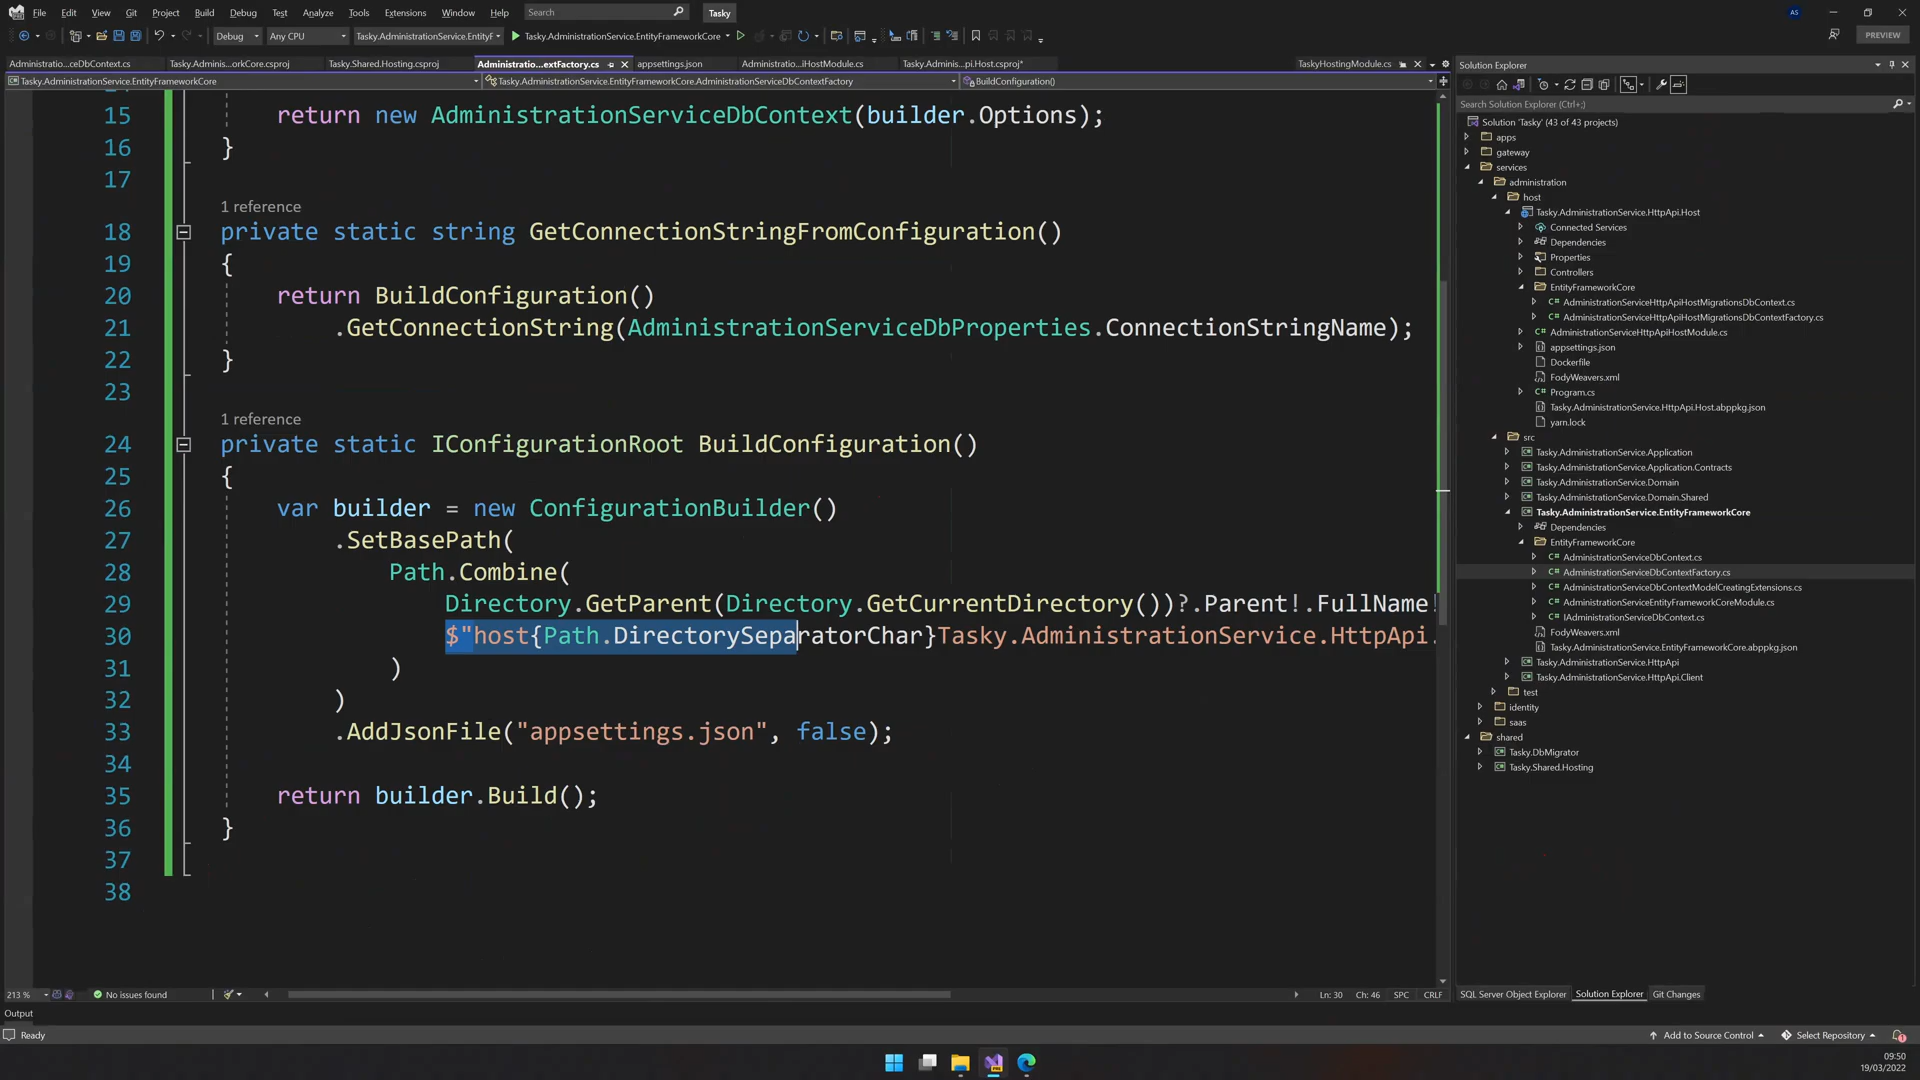 File Edit View Git Project Build Debug Test Analyze Tools Extensions Window Help Search Tasky AS
Debug Any CPU Tasky.AdministrationService.EntityF Tasky.AdministrationService.EntityFrameworkCore PREVIEW
Administratio...ceDbContext.cs Tasky.Adminis...orkCore.csproj Tasky.Shared.Hosting.csproj Administratio...extFactory.cs appsettings.json Administratio...iHostModule.cs Tasky.Adminis...pi.Host.csproj* TaskyHostingModule.cs
Tasky.AdministrationService.EntityFrameworkCore Tasky.AdministrationService.EntityFrameworkCore.AdministrationServiceDbContextFactory BuildConfiguration()
15 return new AdministrationServiceDbContext(builder.Options);
16 }
17
1 reference
18 private static string GetConnectionStringFromConfiguration()
19 {
20 return BuildConfiguration()
21 .GetConnectionString(AdministrationServiceDbProperties.ConnectionStringName);
22 }
23
1 reference
24 private static IConfigurationRoot BuildConfiguration()
25 {
26 var builder = new ConfigurationBuilder()
27 .SetBasePath(
28 Path.Combine(
29 Directory.GetParent(Directory.GetCurrentDirectory())?.Parent!.FullName!
30 $"host{Path.DirectorySeparatorChar}Tasky.AdministrationService.HttpApi.
31 )
32 )
33 .AddJsonFile("appsettings.json", false);
34
35 return builder.Build();
36 }
37
38
213 % No issues found Ln: 30 Ch: 46 SPC CRLF
Output
Ready
Solution Explorer
Search Solution Explorer (Ctrl+;)
Solution 'Tasky' (43 of 43 projects)
apps
gateway
services
administration
host
Tasky.AdministrationService.HttpApi.Host
Connected Services
Dependencies
Properties
Controllers
EntityFrameworkCore
AdministrationServiceHttpApiHostMigrationsDbContext.cs
AdministrationServiceHttpApiHostMigrationsDbContextFactory.cs
AdministrationServiceHttpApiHostModule.cs
appsettings.json
Dockerfile
FodyWeavers.xml
Program.cs
Tasky.AdministrationService.HttpApi.Host.abppkg.json
yarn.lock
src
Tasky.AdministrationService.Application
Tasky.AdministrationService.Application.Contracts
Tasky.AdministrationService.Domain
Tasky.AdministrationService.Domain.Shared
Tasky.AdministrationService.EntityFrameworkCore
Dependencies
EntityFrameworkCore
AdministrationServiceDbContext.cs
AdministrationServiceDbContextFactory.cs
AdministrationServiceDbContextModelCreatingExtensions.cs
AdministrationServiceEntityFrameworkCoreModule.cs
IAdministrationServiceDbContext.cs
FodyWeavers.xml
Tasky.AdministrationService.EntityFrameworkCore.abppkg.json
Tasky.AdministrationService.HttpApi
Tasky.AdministrationService.HttpApi.Client
test
identity
saas
shared
Tasky.DbMigrator
Tasky.Shared.Hosting
SQL Server Object Explorer Solution Explorer Git Changes
Add to Source Control Select Repository
09:50
19/03/2022